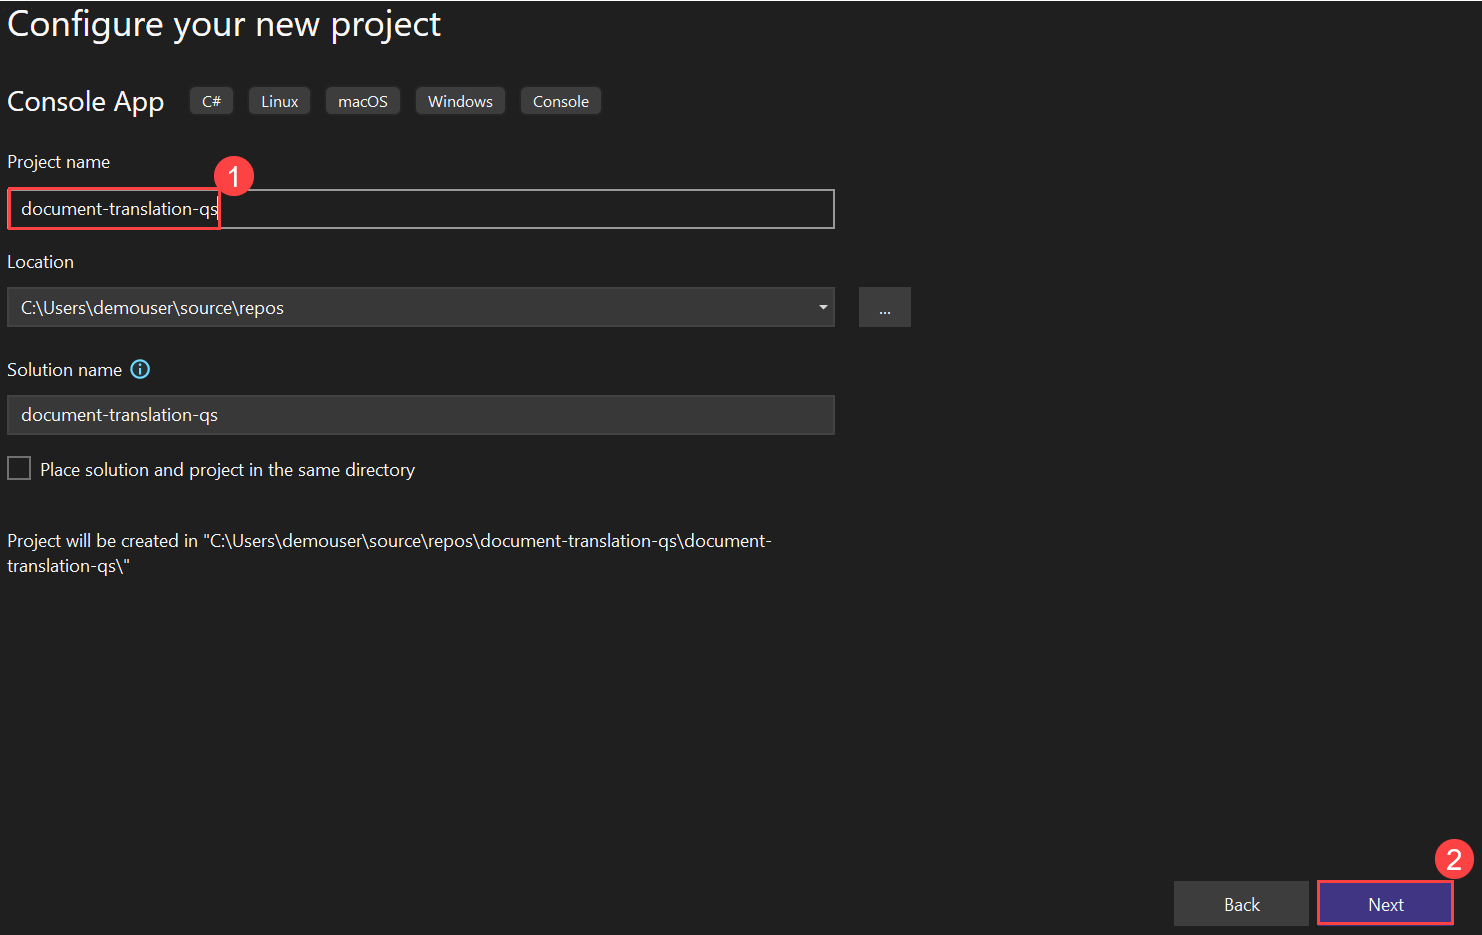 Configure your new project
Console App C# Linux macOS Windows Console
Project name
1
document-translation-qs
Location
C:\Users\demouser\source\repos ...
Solution name
document-translation-qs
Place solution and project in the same directory
Project will be created in "C:\Users\demouser\source\repos\document-translation-qs\document-
translation-qs\"
2
Back Next